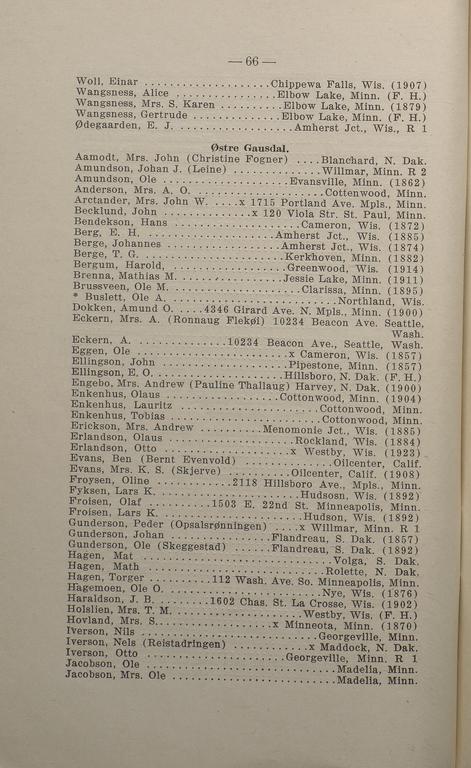 — 66 —
Woll, Einar ...................Chippewa Falls, Wis. (1907)
Wangsness, Alice ...............Elbow Lake, Minn. (F. H.)
Wangsness, Mrs. S. Karen ..........Elbow Lake, Minn. (1879)
Wangsness, Gertrude .............Elbow Lake, Minn. (F. H.)
Ødegaarden, E. J. .................Amherst Jct., Wis., R 1
Østre Gausdal.
Aamodt, Mrs. John (Christine Fogner) ....Blanchard, N. Dak.
Amundson, Johan J. (Leine) .............Willmar, Minn. R 2
Amundson, Ole ....................Evansville, Minn. (1862)
Anderson, Mrs. A. O. .....................Cottenwood, Minn.
Arctander, Mrs. John W. .....x 1715 Portland Ave. Mpls., Minn.
Becklund, John .............x 120 Viola Str. St. Paul, Minn.
Bendekson, Hans ...................Cameron, Wis. (1872)
Berg, E. H. .....................Amherst Jct., Wis. (1885)
Berge, Johannes .................Amherst Jct., Wis. (1874)
Berge, T. G. ......................Kerkhoven, Minn. (1882)
Bergum, Harold, ..................Greenwood, Wis. (1914)
Brenna, Mathias M. ................Jessie Lake, Minn. (1911)
Brussveen, Ole M. ....................Clarissa, Minn. (1895)
* Buslett, Ole A. .........................Northland, Wis.
Dokken, Amund O. ....4346 Girard Ave. N. Mpls., Minn. (1900)
Eckern, Mrs. A. (Ronnaug Flekøi) 10234 Beacon Ave. Seattle,
Wash.
Eckern, A. ..............10234 Beacon Ave., Seattle, Wash.
Eggen, Ole ........................x Cameron, Wis. (1857)
Ellingson, John ....................Pipestone, Minn. (1857)
Ellingson, E. O. ...................Hillsboro, N. Dak. (F. H.)
Engebo, Mrs. Andrew (Pauline Thallaug) Harvey, N. Dak. (1900)
Enkenhus, Olaus .................Cottonwood, Minn. (1904)
Enkenhus, Lauritz .....................Cottonwood, Minn.
Enkenhus, Tobias .......................Cottonwood, Minn.
Erickson, Mrs. Andrew ..........Menomonie Jct., Wis. (1885)
Erlandson, Olaus ...................Rockland, Wis. (1884)
Erlandson, Otto ....................x Westby, Wis. (1923)
Evans, Ben (Bernt Evenvold) ...............Oilcenter, Calif.
Evans, Mrs. K. S. (Skjerve) .............Oilcenter, Calif. (1908)
Froysen, Oline ............2118 Hillsboro Ave., Mpls., Minn.
Fyksen, Lars K. .....................Hudsosn, Wis. (1892)
Froisen, Olaf ..........1503 E. 22nd St. Minneapolis, Minn.
Froisen, Lars K. .....................Hudson, Wis. (1892)
Gunderson, Peder (Opsalsrønningen) ....x Willmar, Minn. R 1
Gunderson, Johan ................Flandreau, S. Dak. (1857)
Gunderson, Ole (Skeggestad) .......Flandreau, S. Dak. (1892)
Hagen, Mat ..............................Volga, S. Dak.
Hagen, Math ............................Rolette, N. Dak.
Hagen, Torger ..........112 Wash. Ave. So. Minneapolis, Minn.
Hagemoen, Ole O. .......................Nye, Wis. (1876)
Haraldson, J. B. ........1602 Chas. St. La Crosse, Wis. (1902)
Holslien, Mrs. T. M. ....................Westby, Wis. (F. H.)
Hovland, Mrs. S. ..................x Minneota, Minn. (1870)
Iverson, Nils ..........................Georgeville, Minn.
Iverson, Nels (Reistadringen) ............x Maddock, N. Dak.
Iverson, Otto .....................Georgeville, Minn. R 1
Jacobson, Ole .............................Madelia, Minn.
Jacobson, Mrs. Ole .........................Madelia, Minn.